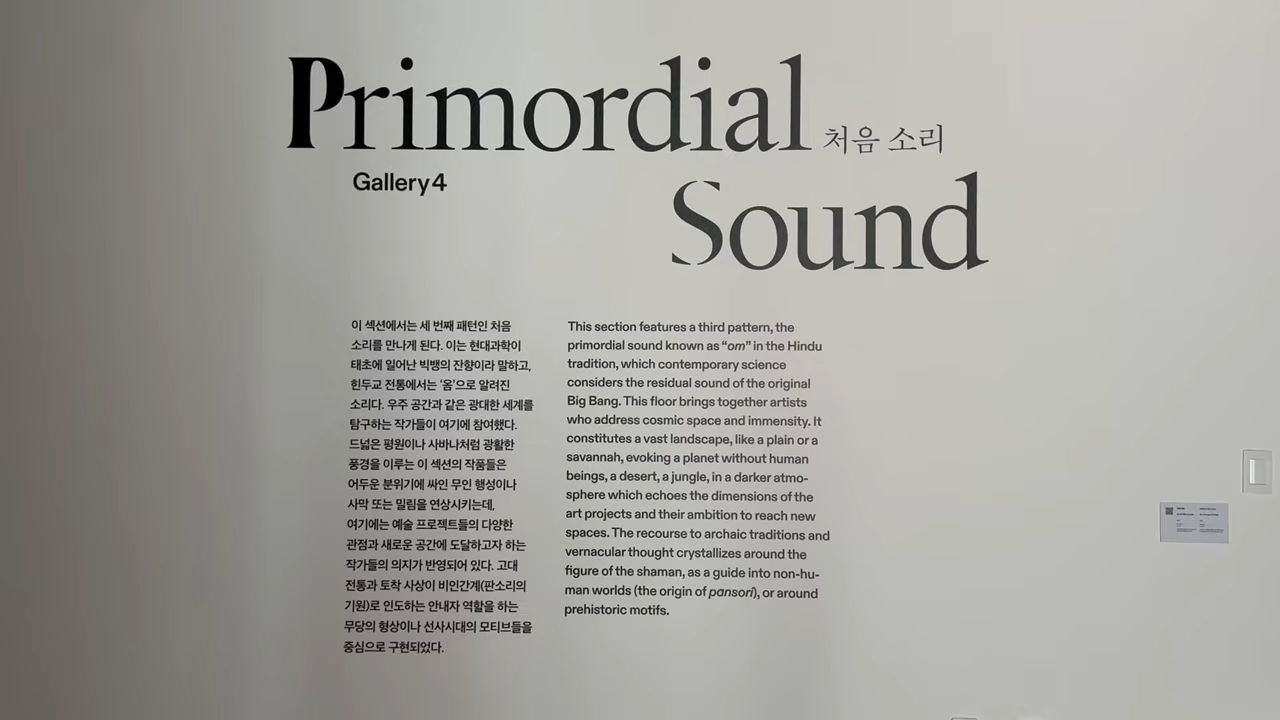 Primordial 처음 소리
Gallery 4
Sound
이 섹션에서는 세 번째 패턴인 처음
소리를 만나게 된다. 이는 현대과학이
태초에 일어난 빅뱅의 잔향이라 말하고,
힌두교 전통에서는 ‘옴’으로 알려진
소리다. 우주 공간과 같은 광대한 세계를
탐구하는 작가들이 여기에 참여했다.
드넓은 평원이나 사바나처럼 광활한
풍경을 이루는 이 섹션의 작품들은
어두운 분위기에 싸인 무인 행성이나
사막 또는 밀림을 연상시키는데,
여기에는 예술 프로젝트들의 다양한
관점과 새로운 공간에 도달하고자 하는
작가들의 의지가 반영되어 있다. 고대
전통과 토착 사상이 비인간계(판소리의
기원)로 인도하는 안내자 역할을 하는
무당의 형상이나 선사시대의 모티브들을
중심으로 구현되었다.
This section features a third pattern, the
primordial sound known as “om” in the Hindu
tradition, which contemporary science
considers the residual sound of the original
Big Bang. This floor brings together artists
who address cosmic space and immensity. It
constitutes a vast landscape, like a plain or a
savannah, evoking a planet without human
beings, a desert, a jungle, in a darker atmo-
sphere which echoes the dimensions of the
art projects and their ambition to reach new
spaces. The recourse to archaic traditions and
vernacular thought crystallizes around the
figure of the shaman, as a guide into non-hu-
man worlds (the origin of pansori), or around
prehistoric motifs.